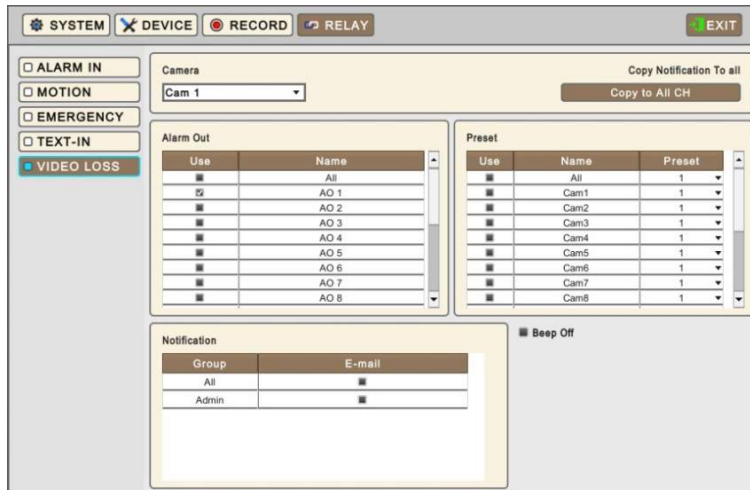 SYSTEM DEVICE RECORD RELAY EXIT
ALARM IN
MOTION
EMERGENCY
TEXT-IN
VIDEO LOSS
Camera Copy Notification To all
Cam 1 Copy to All CH
Alarm Out
Use Name
All
AO 1
AO 2
AO 3
AO 4
AO 5
AO 6
AO 7
AO 8
Preset
Use Name Preset
All 1
Cam1 1
Cam2 1
Cam3 1
Cam4 1
Cam5 1
Cam6 1
Cam7 1
Cam8 1
Notification
Group E-mail
All
Admin
Beep Off